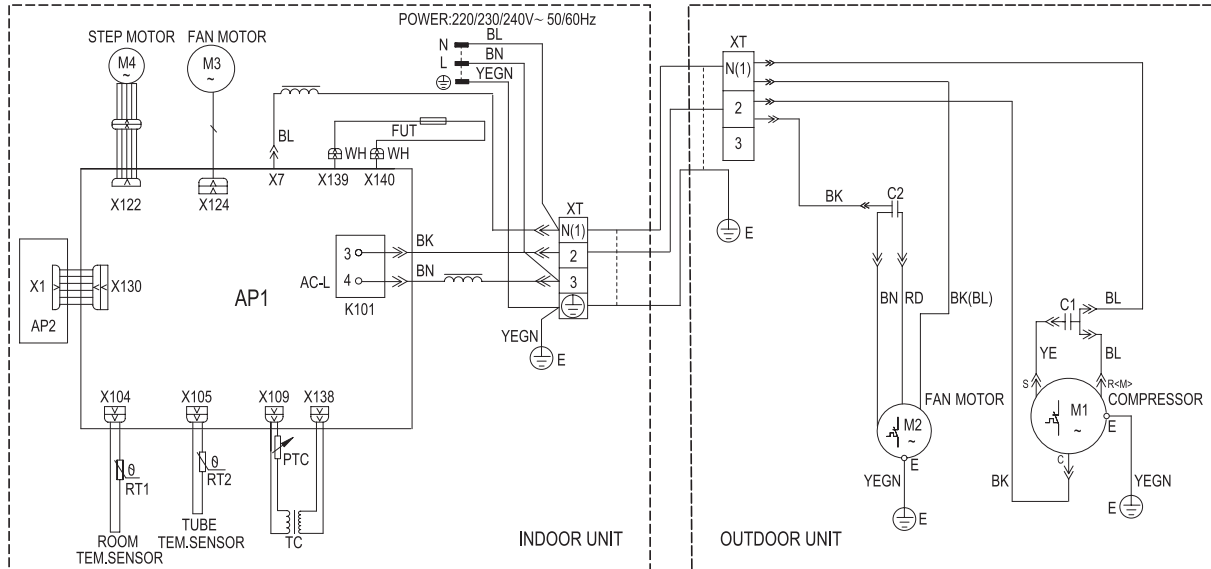 POWER:220/230/240V~ 50/60Hz
STEP MOTOR
FAN MOTOR
M4
~
M3
~
N
L
BL
BN
YEGN
BL
FUT
WH
WH
X7
X139
X140
X122
X124
XT
N(1)
2
3
BK
BN
3
4
AC-L
K101
AP1
X1
X130
AP2
YEGN
E
X104
X105
X109
X138
θ
RT1
θ
RT2
PTC
TC
ROOM
TEM.SENSOR
TUBE
TEM.SENSOR
INDOOR UNIT
XT
N(1)
2
3
E
BK
C2
BN
RD
BK(BL)
C1
BL
YE
BL
S
R<M>
COMPRESSOR
M1
~
E
C
FAN MOTOR
M2
~
E
YEGN
E
BK
YEGN
E
OUTDOOR UNIT